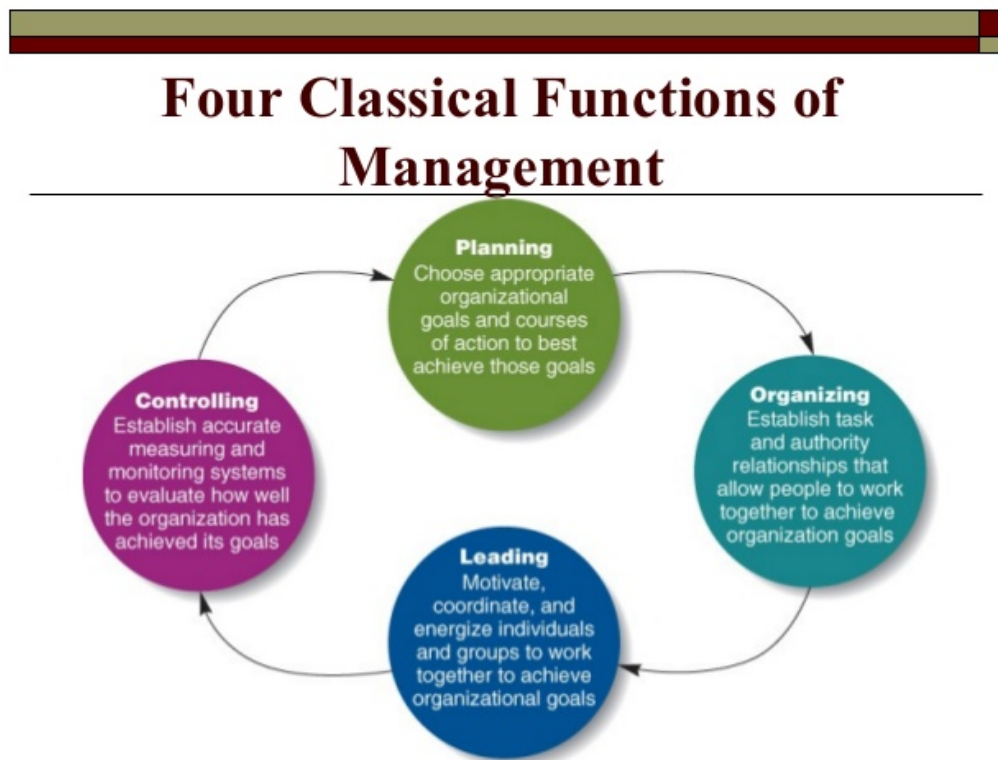 Four Classical Functions of
Management
Planning
Choose appropriate
organizational
goals and courses
of action to best
achieve those goals
Organizing
Establish task
and authority
relationships that
allow people to work
together to achieve
organization goals
Leading
Motivate,
coordinate, and
energize individuals
and groups to work
together to achieve
organizational goals
Controlling
Establish accurate
measuring and
monitoring systems
to evaluate how well
the organization has
achieved its goals